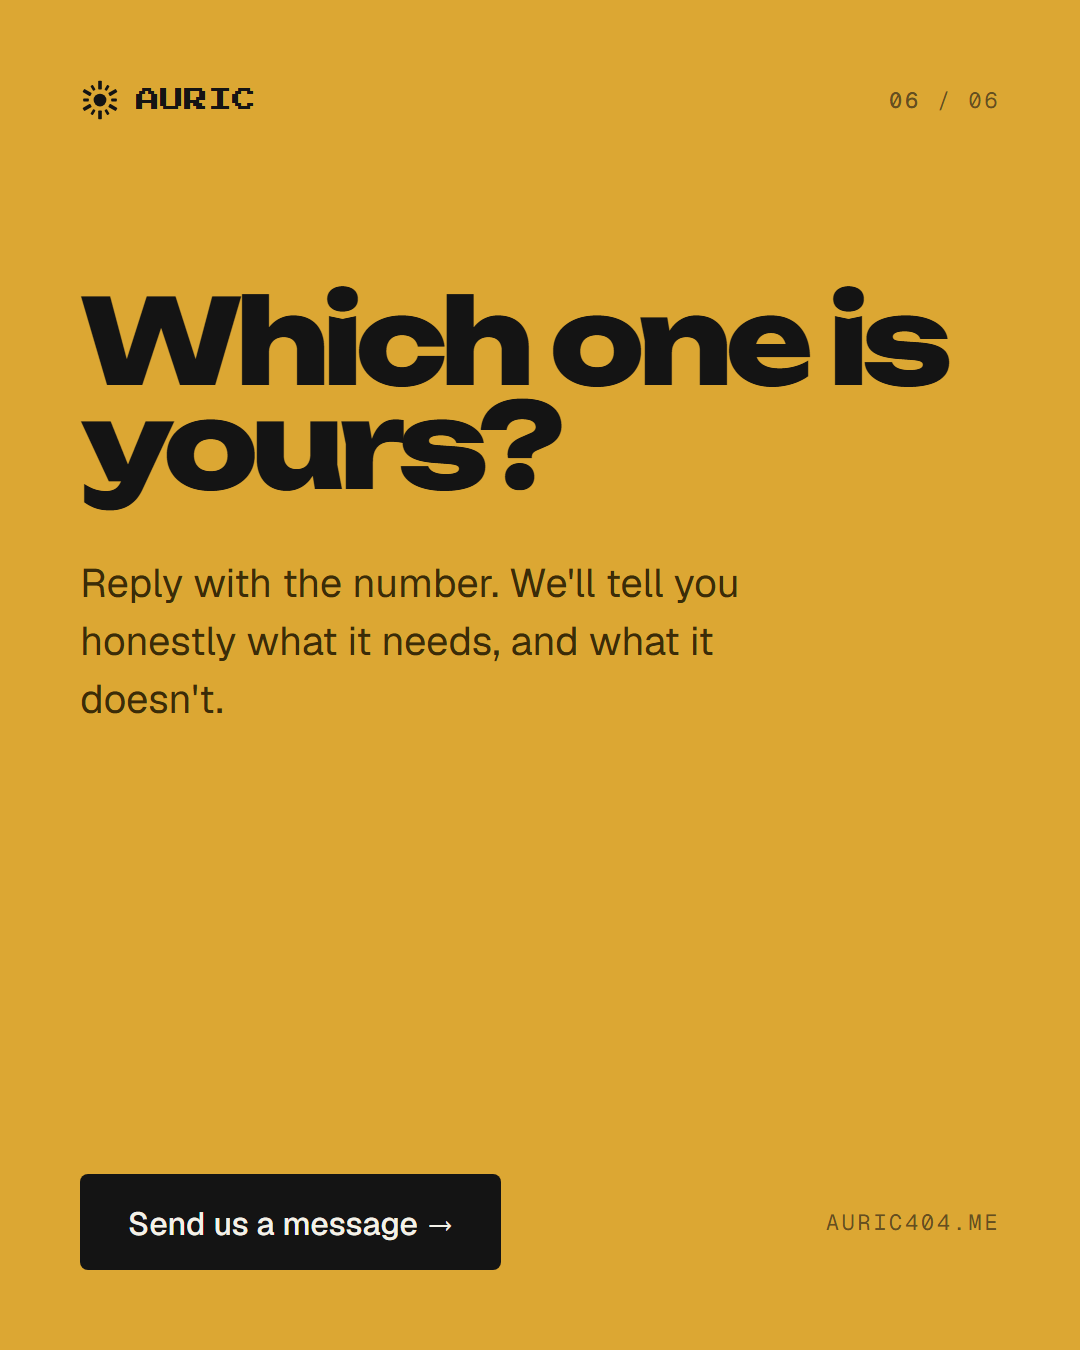 AURIC
06 / 06
Which one is
yours?
Reply with the number. We'll tell you
honestly what it needs, and what it
doesn't.
Send us a message →
AURIC404.ME